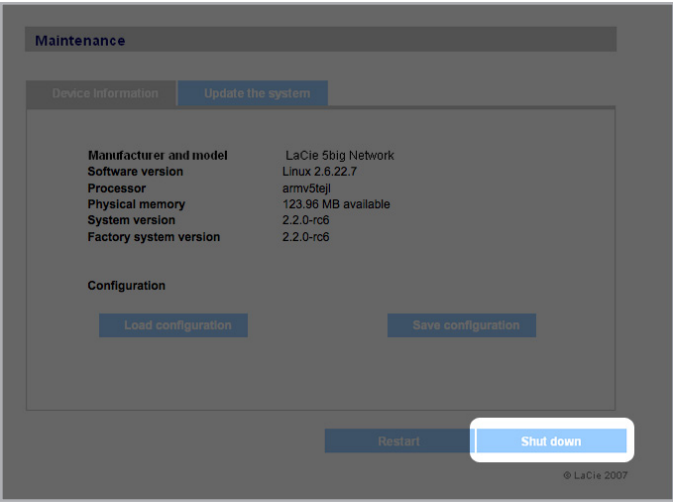 Maintenance
Device Information Update the system
Manufacturer and model LaCie 5big Network
Software version Linux 2.6.22.7
Processor armv5tejl
Physical memory 123.96 MB available
System version 2.2.0-rc6
Factory system version 2.2.0-rc6
Configuration
Load configuration Save configuration
Restart Shut down
© LaCie 2007